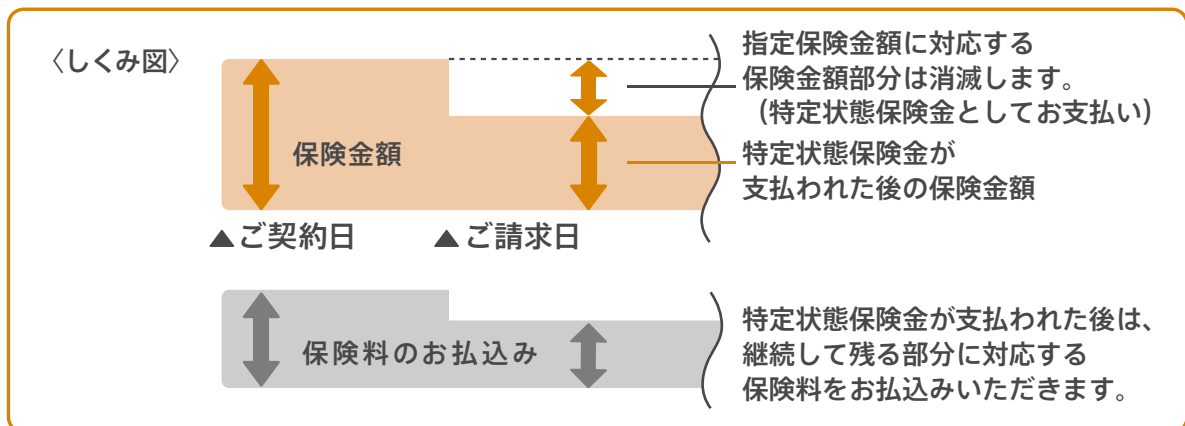 〈しくみ図〉
指定保険金額に対応する
保険金額部分は消滅します。
（特定状態保険金としてお支払い）
保険金額
特定状態保険金が
支払われた後の保険金額
▲ご契約日
▲ご請求日
保険料のお払込み
特定状態保険金が支払われた後は、
継続して残る部分に対応する
保険料をお払込みいただきます。